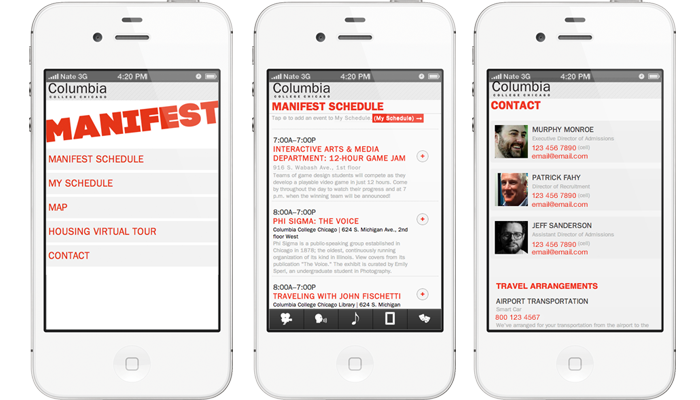 Nate 3G 4:20 PM
Columbia
COLLEGE CHICAGO
MANIFEST
MANIFEST SCHEDULE
MY SCHEDULE
MAP
HOUSING VIRTUAL TOUR
CONTACT
Nate 3G 4:20 PM
Columbia
COLLEGE CHICAGO
MANIFEST SCHEDULE
Tap + to add an event to My Schedule (My Schedule) →
7:00A–7:00P
INTERACTIVE ARTS & MEDIA
DEPARTMENT: 12-HOUR GAME JAM
916 S. Wabash Ave., 1st floor
Teams of game design students will compete as they
develop a playable video game in just 12 hours. Come
by throughout the day to watch their progress and at 7
p.m. when the winning team will be announced!
8:00A–7:00P
PHI SIGMA: THE VOICE
Columbia College Chicago | 624 S. Michigan Ave., 2nd
floor West
Phi Sigma is a public-speaking group established in
Chicago in 1878; the oldest, continuously running
organization of its kind in Illinois. View covers from its
publication "The Voice." The exhibit is curated by Emily
Spert, an undergraduate student in Photography.
8:00A–7:00P
TRAVELING WITH JOHN FISCHETTI
Columbia College Chicago Library | 624 S. Michigan
Nate 3G 4:20 PM
Columbia
COLLEGE CHICAGO
CONTACT
MURPHY MONROE
Executive Director of Admissions
123 456 7890 (cell)
email@email.com
PATRICK FAHY
Director of Recruitment
123 456 7890 (cell)
email@email.com
JEFF SANDERSON
Assistant Director of Admissions
123 456 7890 (cell)
email@email.com
TRAVEL ARRANGEMENTS
AIRPORT TRANSPORTATION
Smart Car
800 123 4567
We've arranged for your transportation from the airport to the